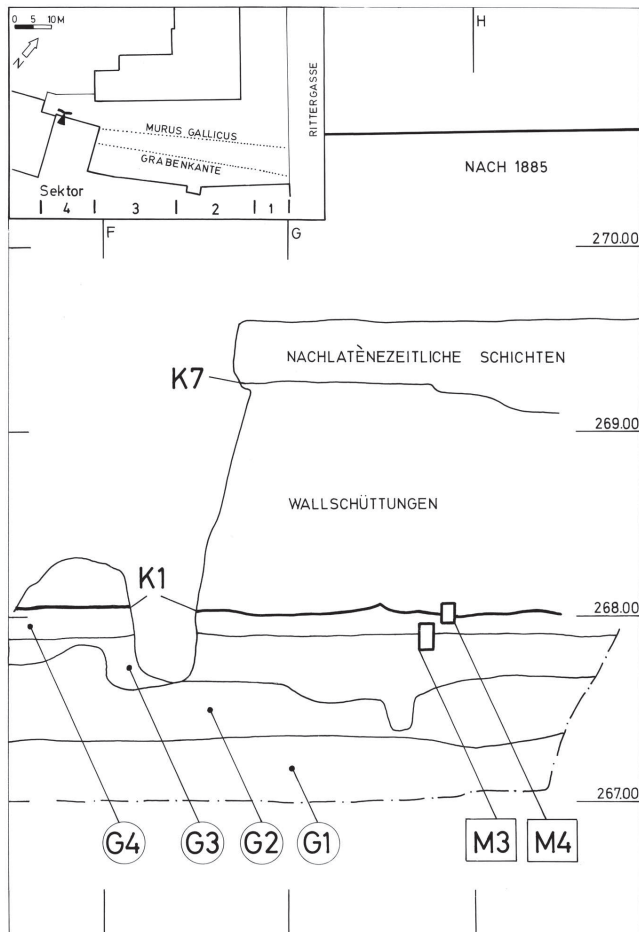 0 5 10 M
N
MURUS GALLICUS
GRABENKANTE
RITTERGASSE
Sektor
4 3 2 1
H
NACH 1885
F
G
270.00
NACHLATÈNEZEITLICHE SCHICHTEN
K7
269.00
WALLSCHÜTTUNGEN
K1
268.00
267.00
G4 G3 G2 G1 M3 M4